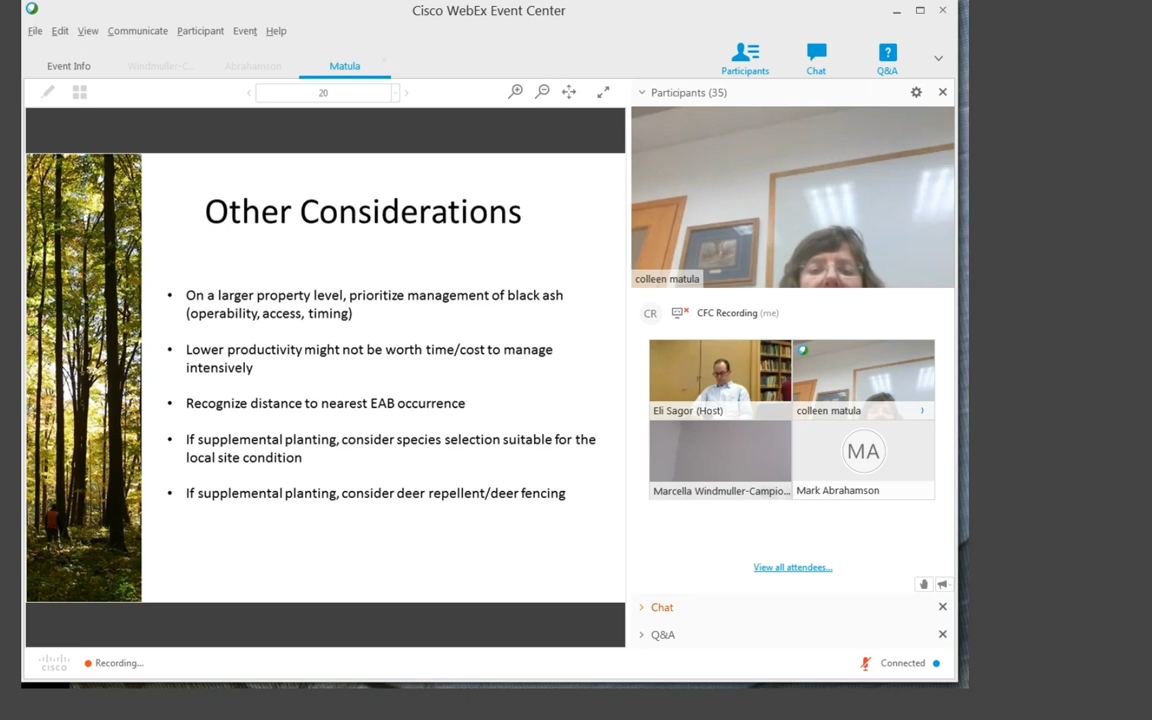 Cisco WebEx Event Center
File Edit View Communicate Participant Event Help
Event Info Windmuller-C... Abrahamson Matula
Participants Chat Q&A
20
Participants (35)
Other Considerations
• On a larger property level, prioritize management of black ash
(operability, access, timing)
• Lower productivity might not be worth time/cost to manage
intensively
• Recognize distance to nearest EAB occurrence
• If supplemental planting, consider species selection suitable for the
local site condition
• If supplemental planting, consider deer repellent/deer fencing
colleen matula
CR CFC Recording (me)
Eli Sagor (Host) colleen matula
MA
Marcella Windmuller-Campio... Mark Abrahamson
View all attendees...
Chat
Q&A
cisco Recording... Connected